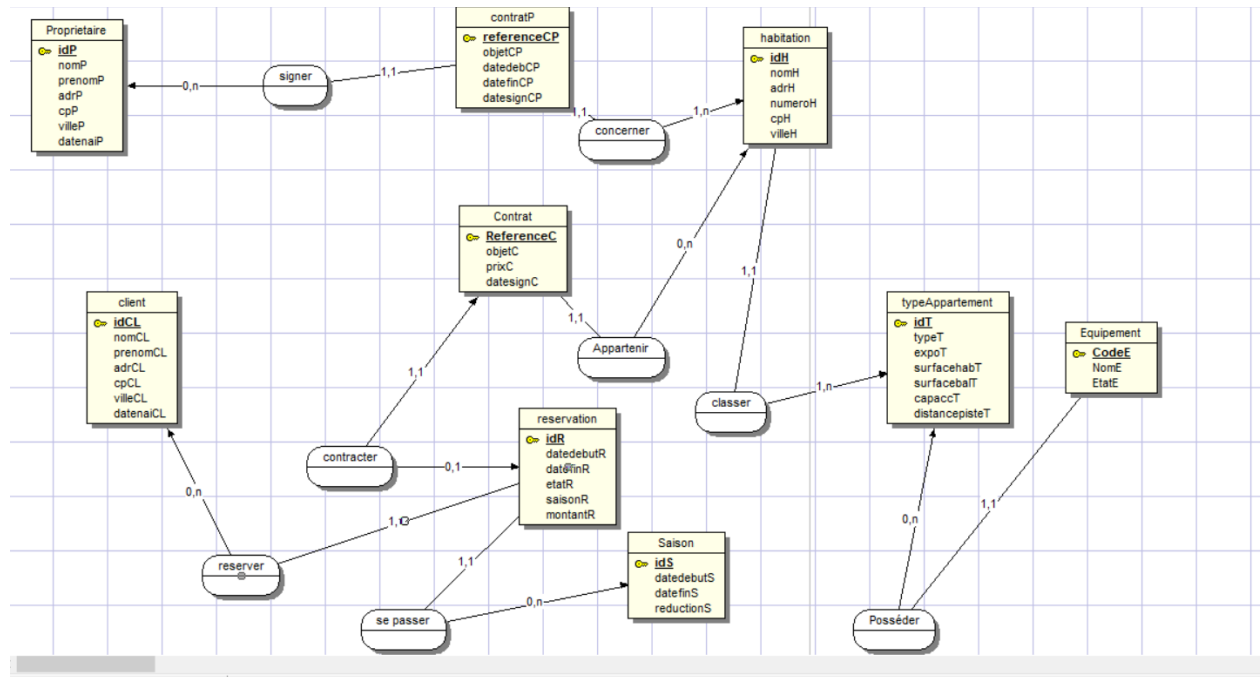 Proprietaire
idP
nomP
prenomP
adrP
cpP
villeP
datenaiP
0,n
signer
1,1
contratP
referenceCP
objetCP
datedebCP
datefinCP
datesignCP
1,1
concerner
1,n
habitation
idH
nomH
adrH
numeroH
cpH
villeH
Contrat
ReferenceC
objetC
prixC
datesignC
1,1
Appartenir
0,n
1,1
classer
1,n
typeAppartement
idT
typeT
expoT
surfacehabT
surfacebalT
capaccT
distancepisteT
Equipement
CodeE
NomE
EtatE
client
idCL
nomCL
prenomCL
adrCL
cpCL
villeCL
datenaiCL
1,1
contracter
0,1
reservation
idR
datedebutR
datefinR
etatR
saisonR
montantR
0,n
reserver
1,1
1,1
se passer
0,n
Saison
idS
datedebutS
datefinS
reductionS
0,n
1,1
Posséder